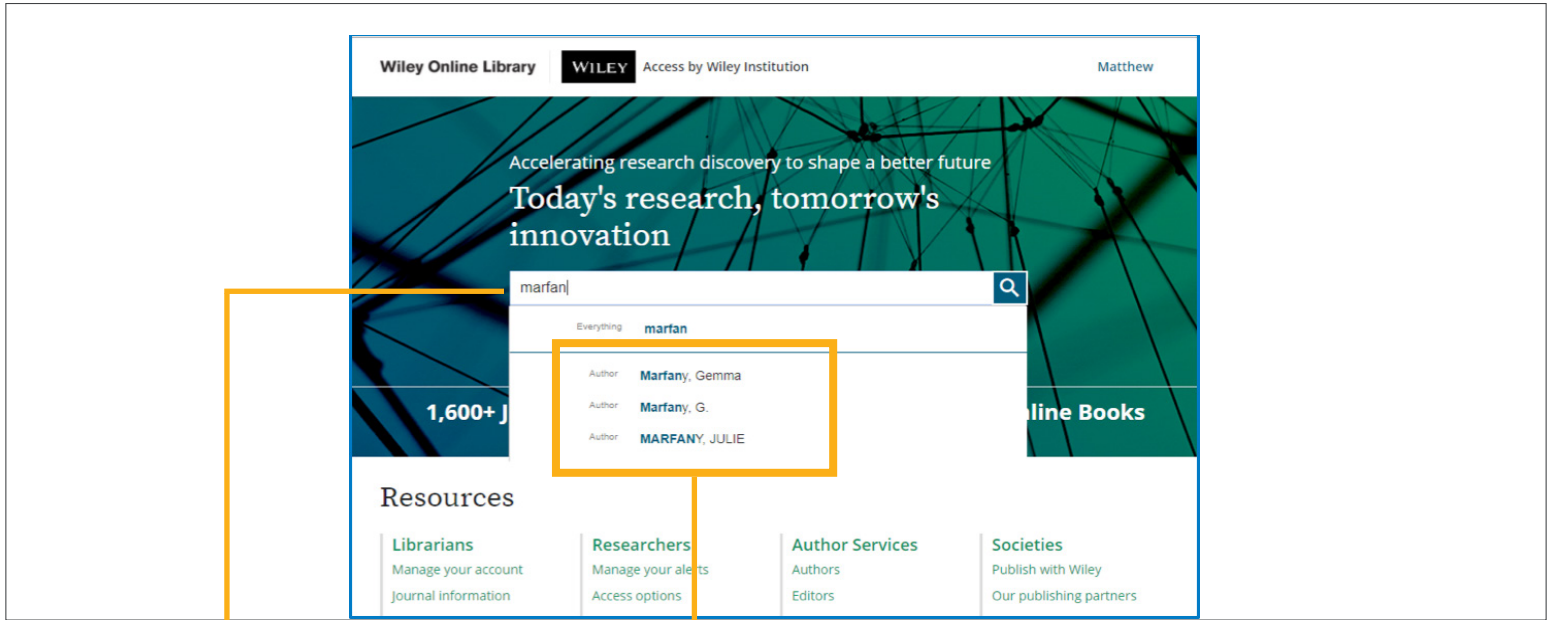 Wiley Online Library WILEY Access by Wiley Institution Matthew
Accelerating research discovery to shape a better future
Today's research, tomorrow's
innovation
marfan
Everything marfan
Author Marfany, Gemma
Author Marfany, G.
Author MARFANY, JULIE
1,600+ J line Books
Resources
Librarians Researchers Author Services Societies
Manage your account Manage your alerts Authors Publish with Wiley
Journal information Access options Editors Our publishing partners